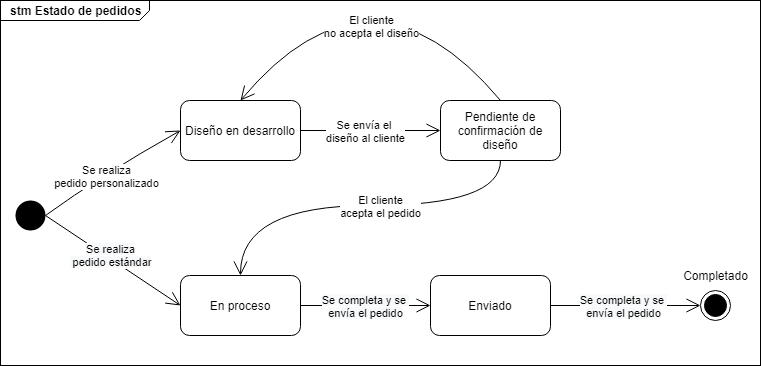 stm Estado de pedidos
El cliente
no acepta el diseño
Diseño en desarrollo
Se envía el
diseño al cliente
Pendiente de
confirmación de
diseño
Se realiza
pedido personalizado
El cliente
acepta el pedido
Se realiza
pedido estándar
En proceso
Se completa y se
envía el pedido
Enviado
Se completa y se
envía el pedido
Completado